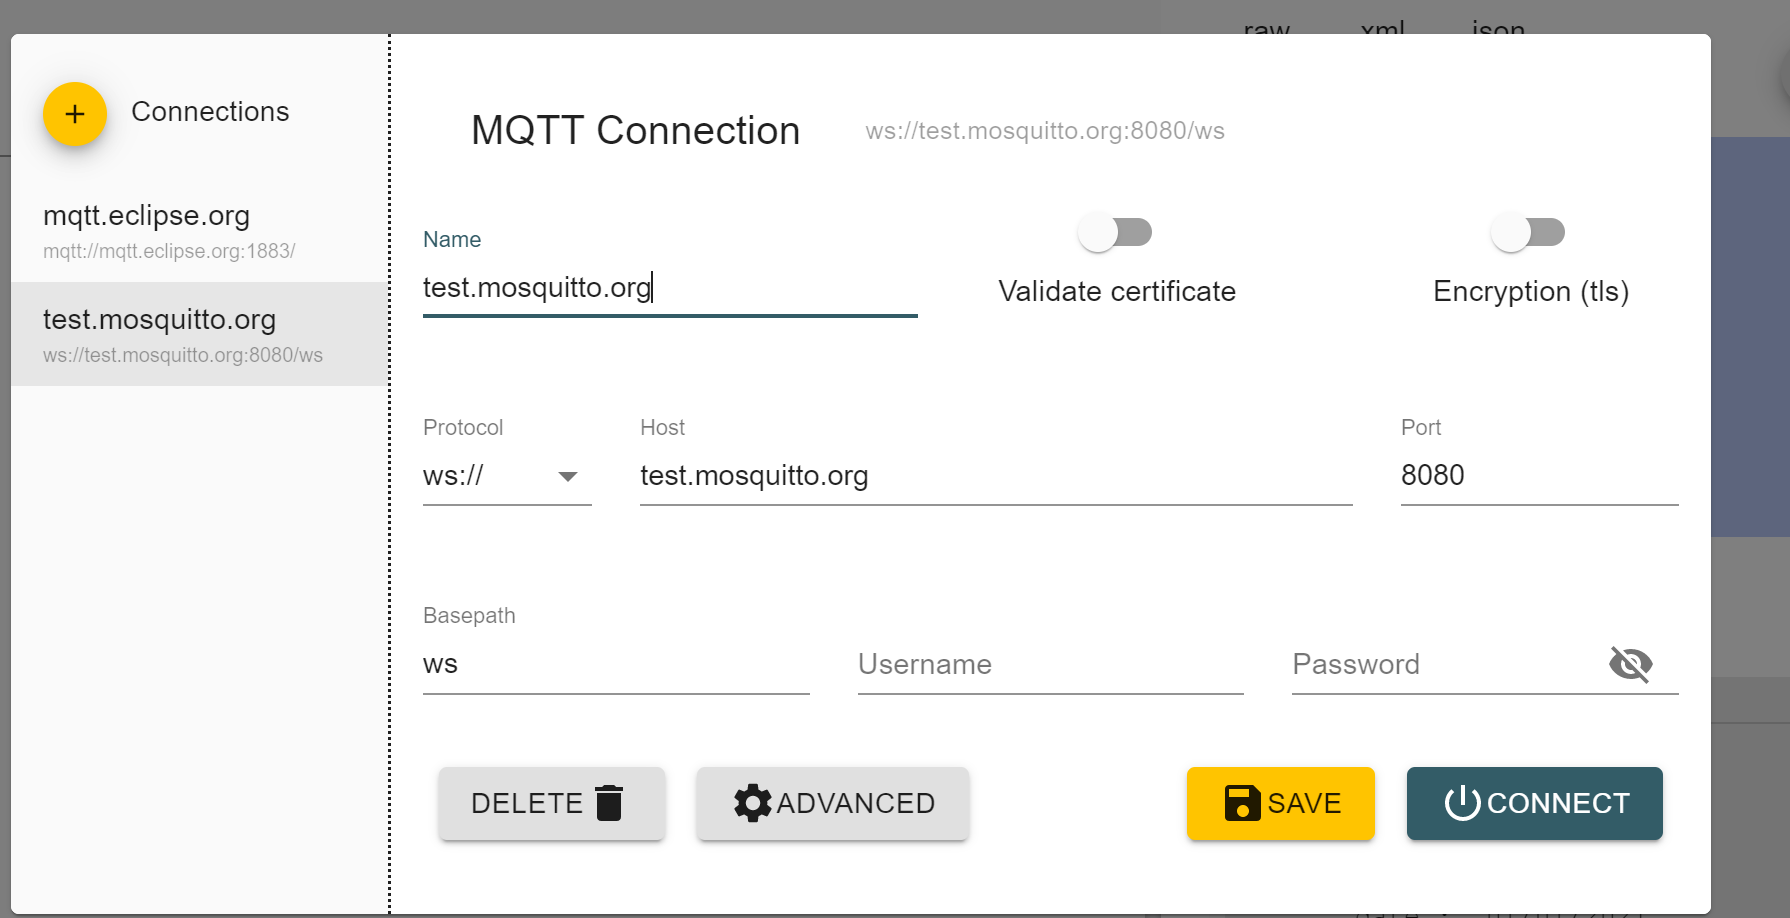 raw xml json
+ Connections
mqtt.eclipse.org
mqtt://mqtt.eclipse.org:1883/
test.mosquitto.org
ws://test.mosquitto.org:8080/ws
MQTT Connection ws://test.mosquitto.org:8080/ws
Name
test.mosquitto.org
Validate certificate
Encryption (tls)
Protocol Host Port
ws:// test.mosquitto.org 8080
Basepath
ws Username Password
DELETE ADVANCED SAVE CONNECT